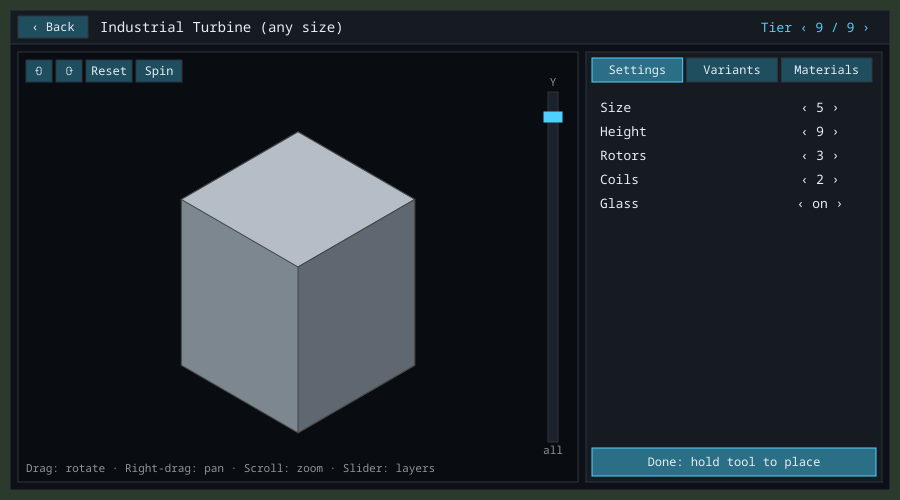 ‹ Back
Industrial Turbine (any size)
Tier ‹ 9 / 9 ›
Reset
Spin
Y
all
Drag: rotate · Right-drag: pan · Scroll: zoom · Slider: layers
Settings
Variants
Materials
Size ‹ 5 ›
Height ‹ 9 ›
Rotors ‹ 3 ›
Coils ‹ 2 ›
Glass ‹ on ›
Done: hold tool to place